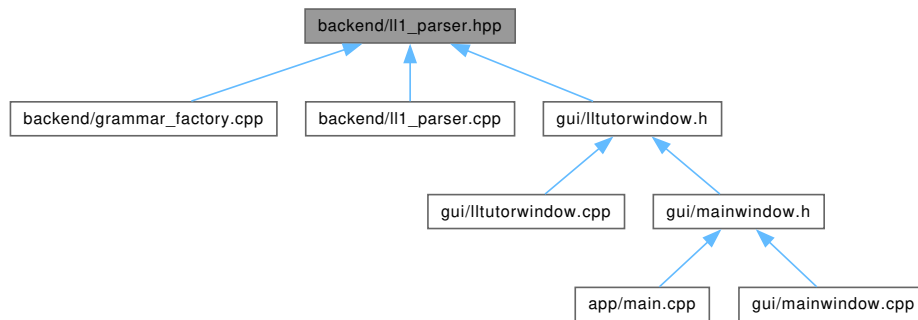 backend/ll1_parser.hpp
backend/grammar_factory.cpp
backend/ll1_parser.cpp
gui/lltutorwindow.h
gui/lltutorwindow.cpp
gui/mainwindow.h
app/main.cpp
gui/mainwindow.cpp